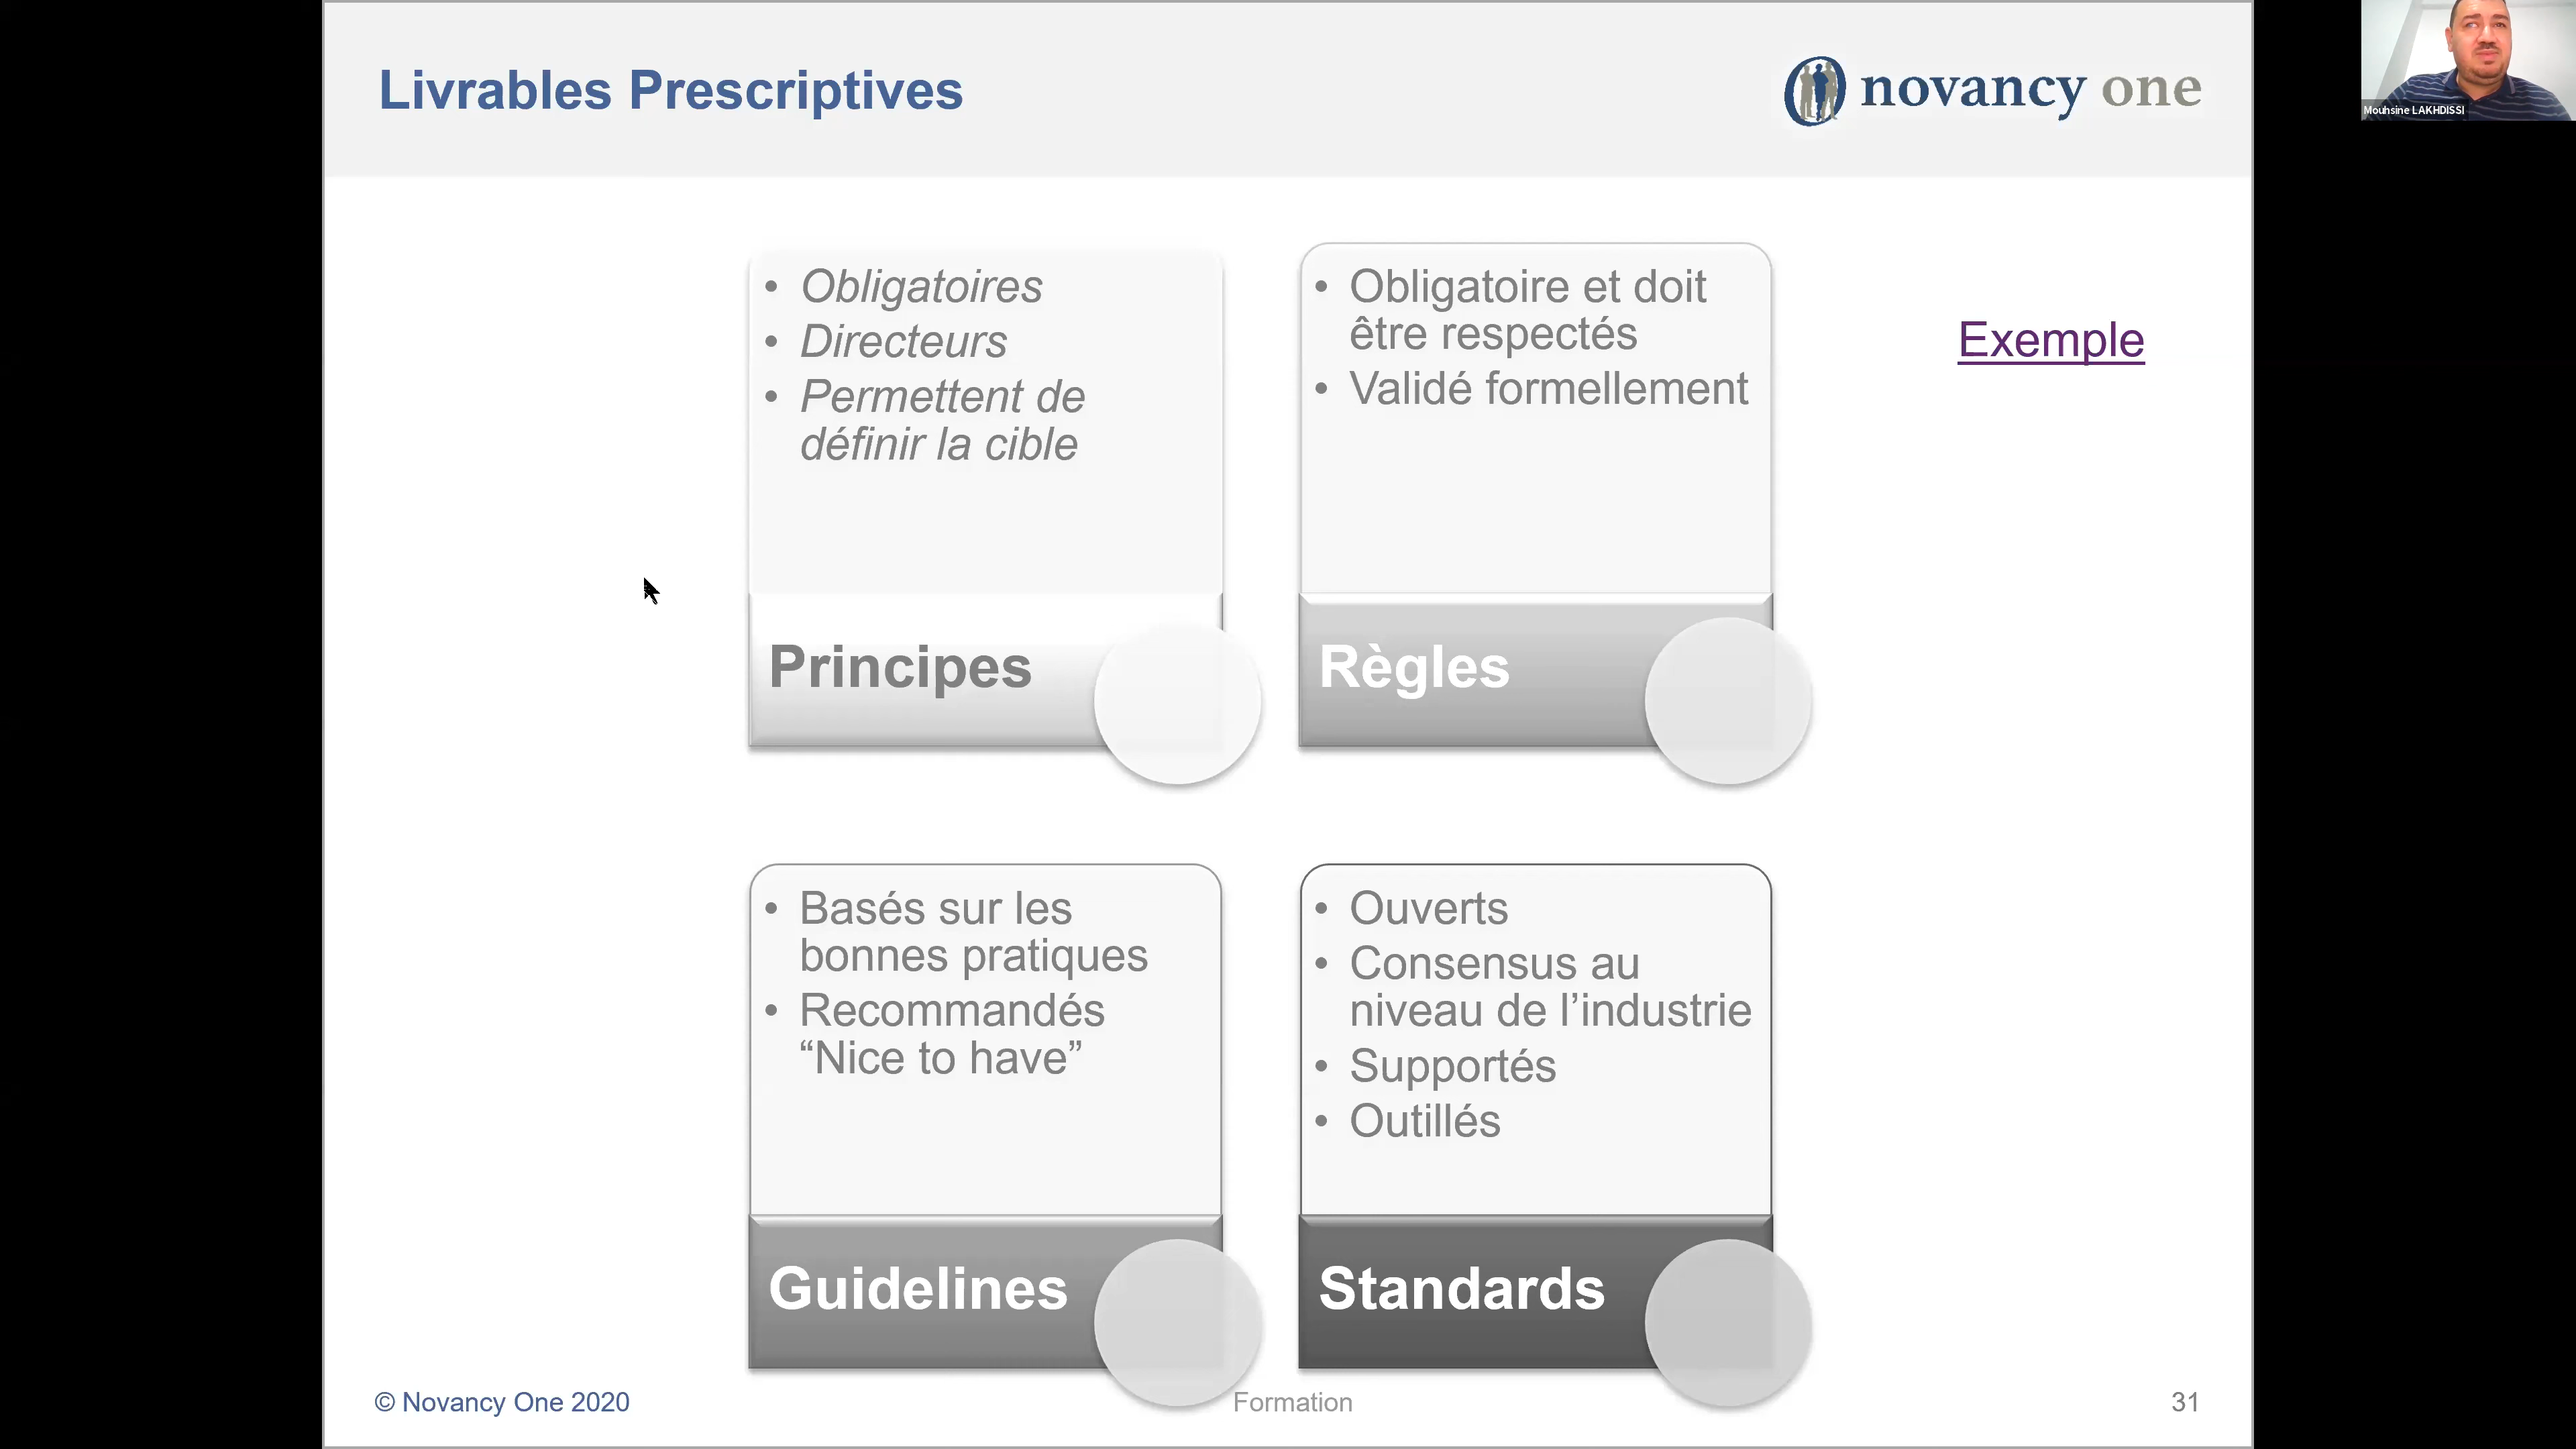 Livrables Prescriptives
novancy one
Mouhsine LAKHDISSI
• Obligatoires
• Directeurs
• Permettent de
définir la cible
Principes
• Obligatoire et doit
être respectés
• Validé formellement
Règles
Exemple
• Basés sur les
bonnes pratiques
• Recommandés
“Nice to have”
Guidelines
• Ouverts
• Consensus au
niveau de l’industrie
• Supportés
• Outillés
Standards
© Novancy One 2020
Formation
31